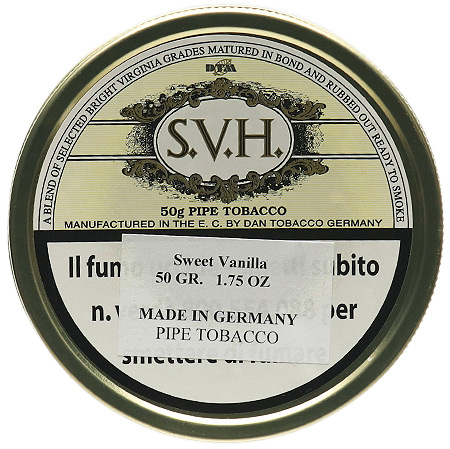 DTM
A BLEND OF SELECTED BRIGHT VIRGINIA GRADES MATURED IN BOND AND RUBBED OUT READY TO SMOKE
S.V.H.
50g PIPE TOBACCO
MANUFACTURED IN THE E. C. BY DAN TOBACCO GERMANY
Sweet Vanilla
50 GR. 1.75 OZ
MADE IN GERMANY
PIPE TOBACCO
Il fumo subito
n. per
smettere di fumare